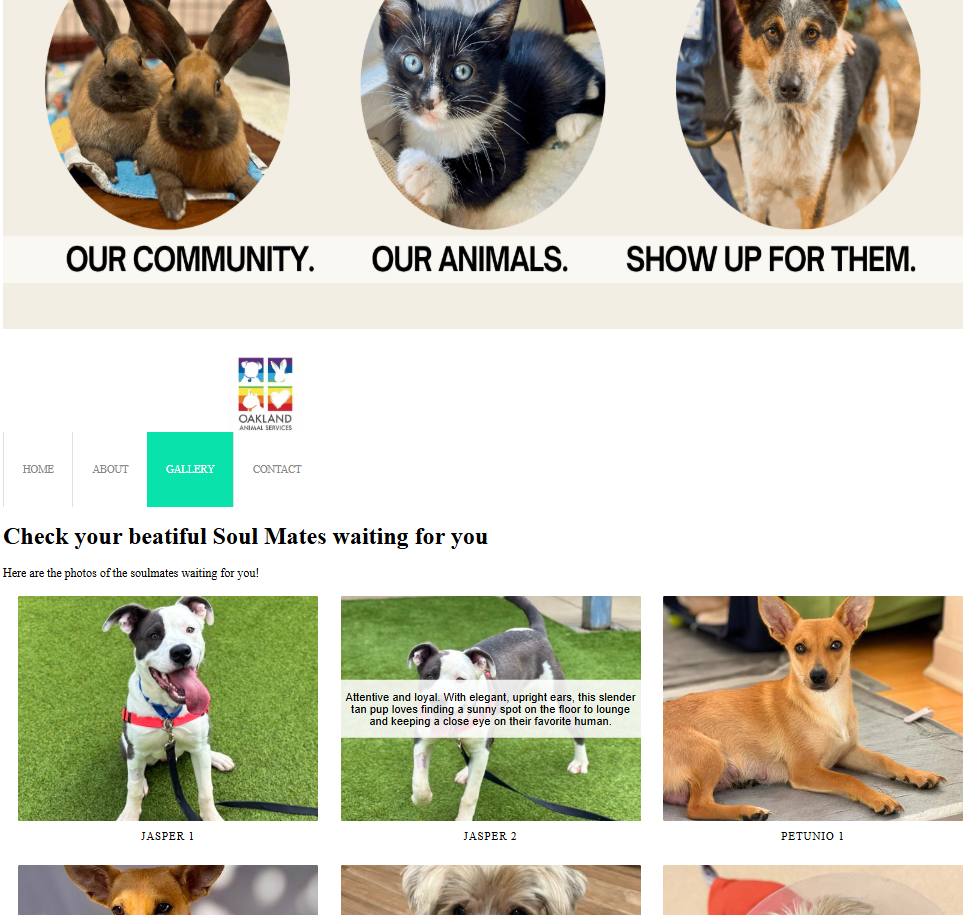 OUR COMMUNITY. OUR ANIMALS. SHOW UP FOR THEM.
OAKLAND
ANIMAL SERVICES
HOME ABOUT GALLERY CONTACT
Check your beatiful Soul Mates waiting for you
Here are the photos of the soulmates waiting for you!
Attentive and loyal. With elegant, upright ears, this slender
tan pup loves finding a sunny spot on the floor to lounge
and keeping a close eye on their favorite human.
JASPER 1 JASPER 2 PETUNIO 1